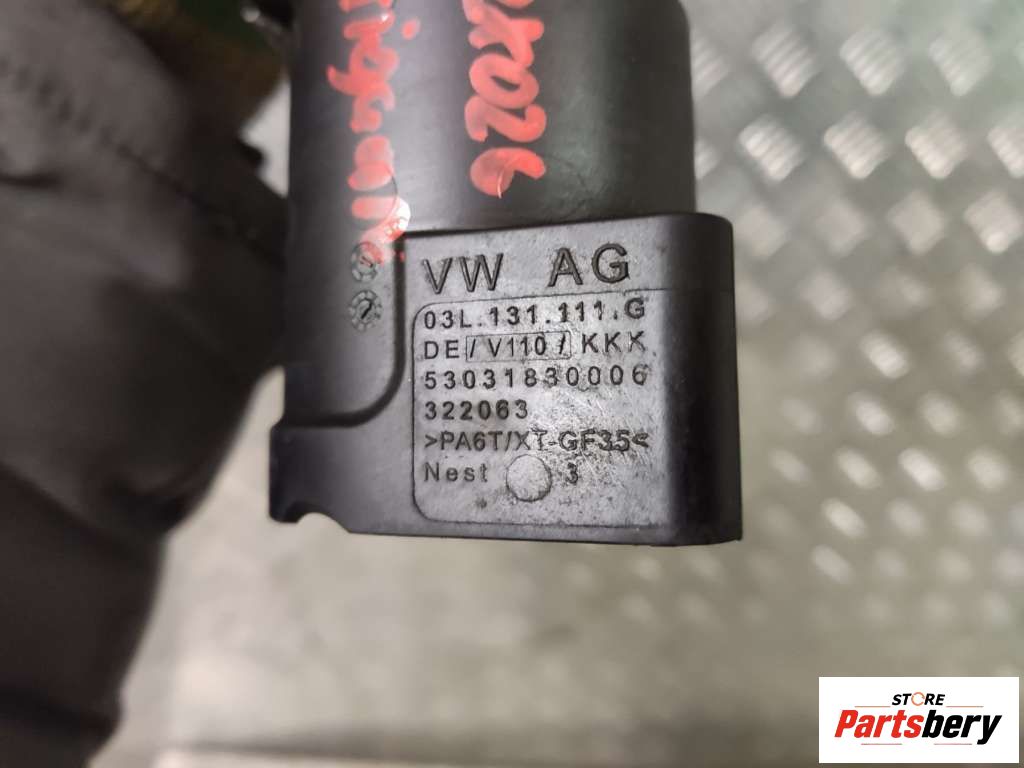 VW AG
03L.131.111.G
DE/V110/KKK
53031830006
322063
>PA6T/XT-GF35<
Nest 3
STORE
Partsbery